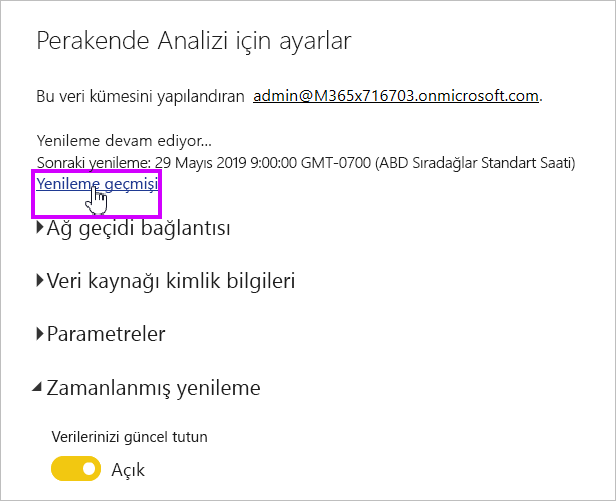 Perakende Analizi için ayarlar
Bu veri kümesini yapılandıran admin@M365x716703.onmicrosoft.com.
Yenileme devam ediyor...
Sonraki yenileme: 29 Mayıs 2019 9:00:00 GMT-0700 (ABD Sıradağlar Standart Saati)
Yenileme geçmişi
Ağ geçidi bağlantısı
Veri kaynağı kimlik bilgileri
Parametreler
Zamanlanmış yenileme
Verilerinizi güncel tutun
Açık